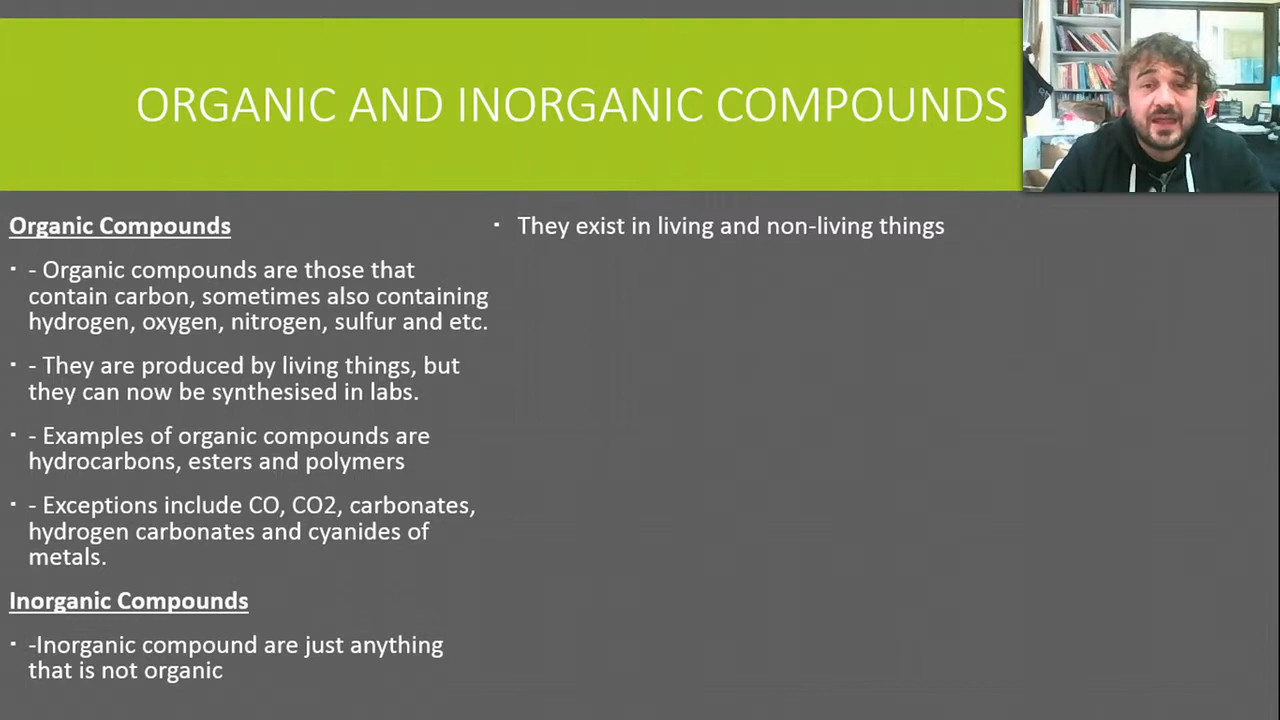 ORGANIC AND INORGANIC COMPOUNDS
Organic Compounds
- Organic compounds are those that
contain carbon, sometimes also containing
hydrogen, oxygen, nitrogen, sulfur and etc.
- They are produced by living things, but
they can now be synthesised in labs.
- Examples of organic compounds are
hydrocarbons, esters and polymers
- Exceptions include CO, CO2, carbonates,
hydrogen carbonates and cyanides of
metals.
Inorganic Compounds
-Inorganic compound are just anything
that is not organic
They exist in living and non-living things